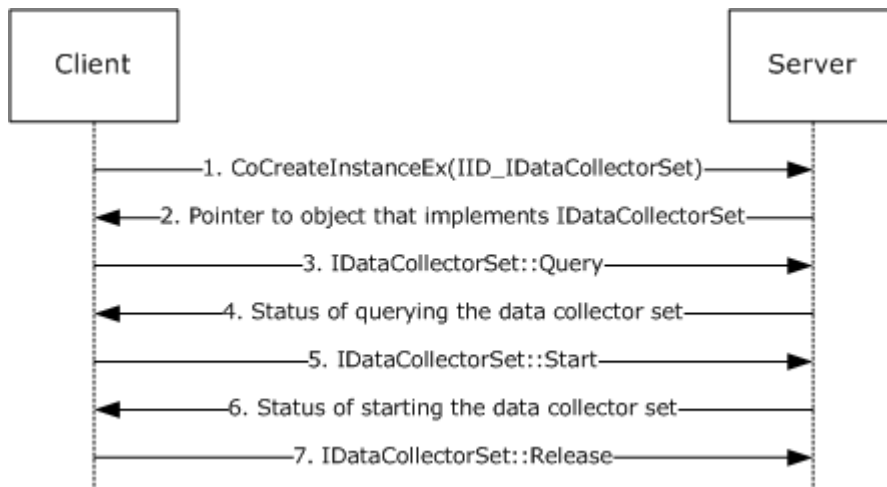 Client
Server
1. CoCreateInstanceEx(IID_IDataCollectorSet)
2. Pointer to object that implements IDataCollectorSet
3. IDataCollectorSet::Query
4. Status of querying the data collector set
5. IDataCollectorSet::Start
6. Status of starting the data collector set
7. IDataCollectorSet::Release